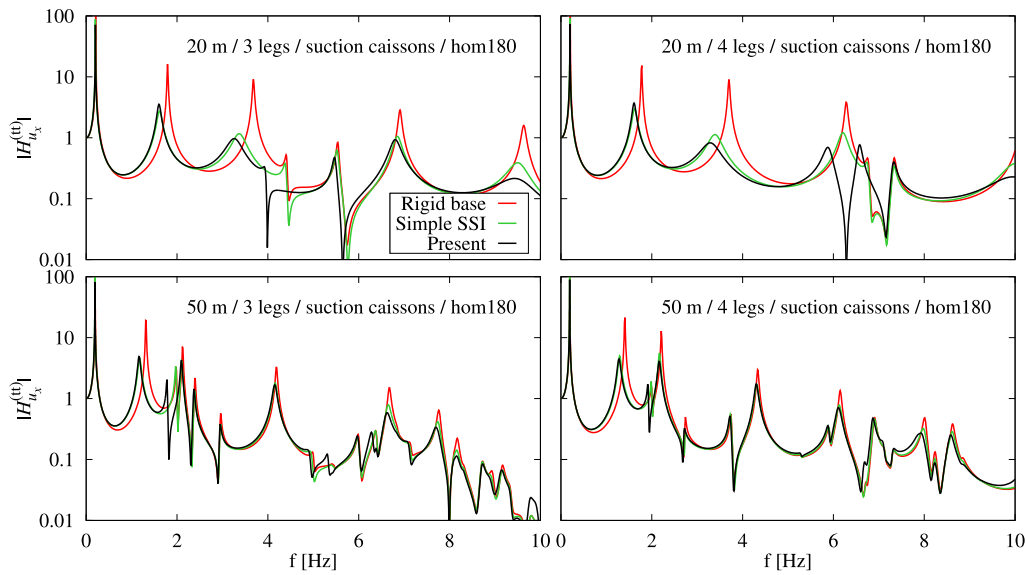 100
20 m / 3 legs / suction caissons / hom180
20 m / 4 legs / suction caissons / hom180
10
|H_{u_x}^{(tt)}|
1
0.1
Rigid base
Simple SSI
Present
0.01
100
50 m / 3 legs / suction caissons / hom180
50 m / 4 legs / suction caissons / hom180
10
|H_{u_x}^{(tt)}|
1
0.1
0.01
0 2 4 6 8 10 0 2 4 6 8 10
f [Hz] f [Hz]